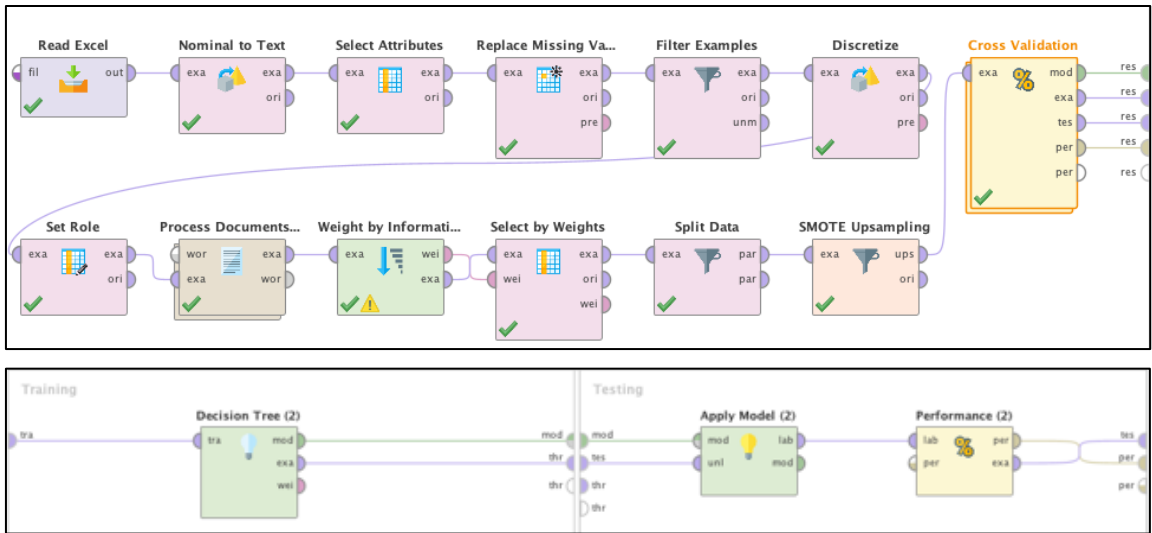 Read Excel
fil out
Nominal to Text
exa exa
ori
Select Attributes
exa exa
ori
Replace Missing Va...
exa exa
ori
pre
Filter Examples
exa exa
ori
unm
Discretize
exa exa
ori
pre
Cross Validation
exa mod
exa
tes
per
per
res
res
res
res
res
Set Role
exa exa
ori
Process Documents...
wor exa
exa wor
Weight by Informati...
exa wei
exa
Select by Weights
exa exa
wei ori
wei
Split Data
exa par
par
SMOTE Upsampling
exa ups
ori
Training
tra
Decision Tree (2)
tra mod
exa
wei
mod
thr
thr
Testing
mod
tes
thr
thr
Apply Model (2)
mod lab
unl mod
Performance (2)
lab per
per exa
tes
per
per